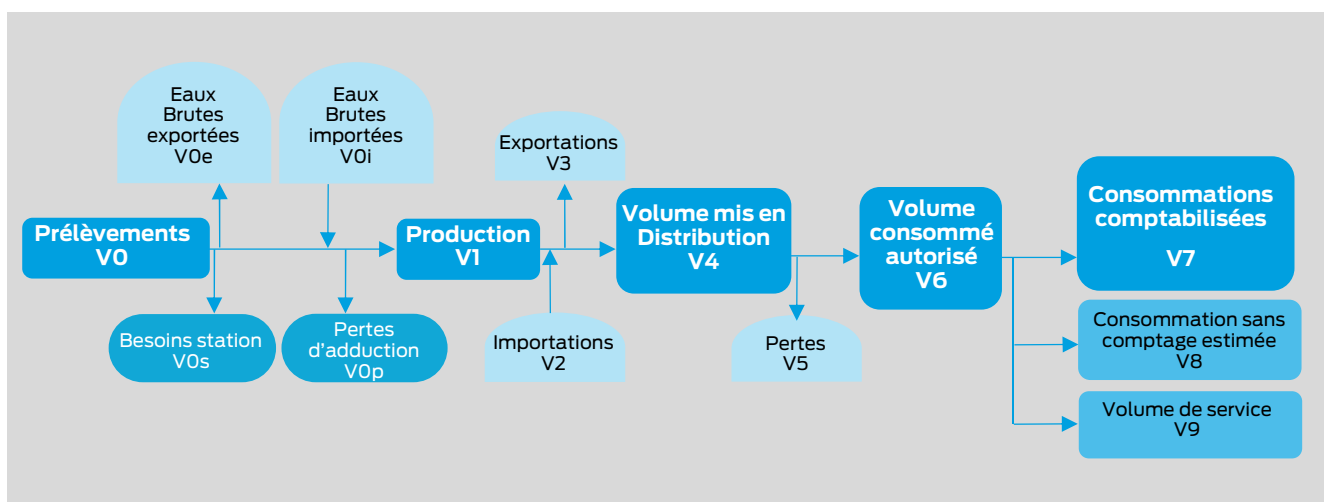 Eaux
Brutes
exportées
V0e
Eaux
Brutes
importées
V0i
Exportations
V3
Prélèvements
V0
Production
V1
Volume mis en
Distribution
V4
Volume
consommé
autorisé
V6
Consommations
comptabilisées
V7
Besoins station
V0s
Pertes
d’adduction
V0p
Importations
V2
Pertes
V5
Consommation sans
comptage estimée
V8
Volume de service
V9